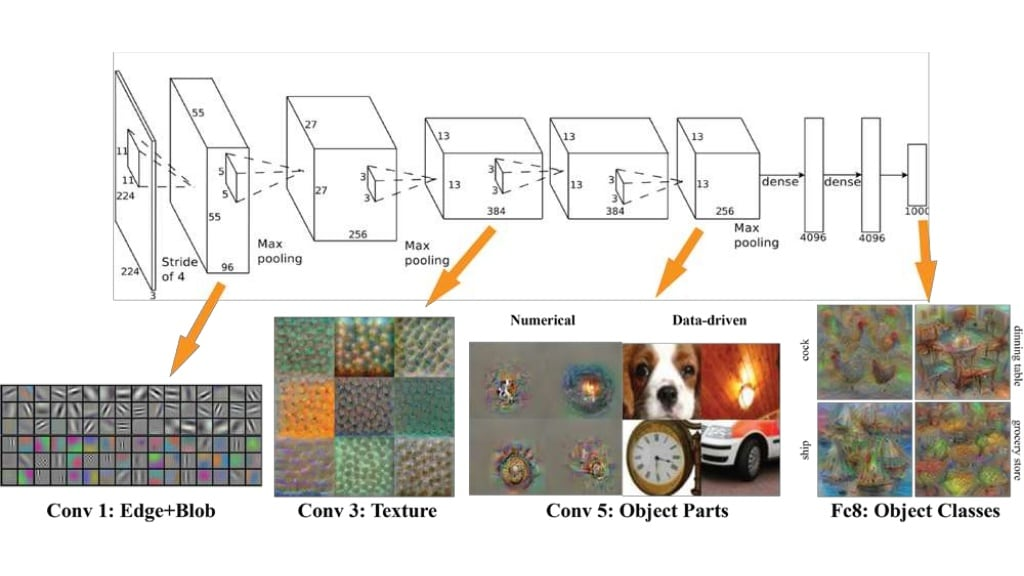 55
27
13
13
13
11
11
224
5
5
55
27
3
3
13
3
3
13
3
3
13
dense
dense
224
3
Stride
of 4
96
Max
pooling
256
Max
pooling
384
384
256
Max
pooling
4096
4096
1000
Numerical
Data-driven
cock
ship
dinning table
grocery store
Conv 1: Edge+Blob
Conv 3: Texture
Conv 5: Object Parts
Fc8: Object Classes